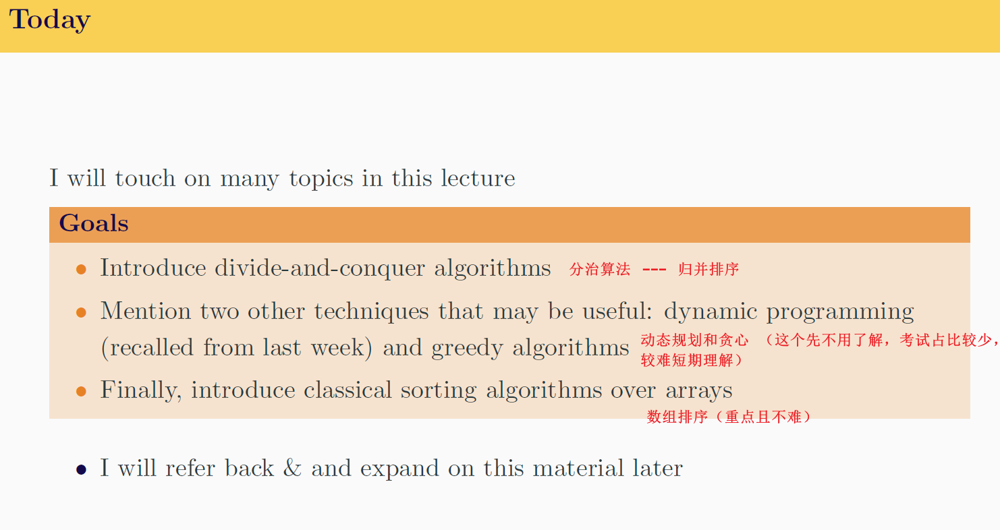 Today
I will touch on many topics in this lecture
Goals
• Introduce divide-and-conquer algorithms 分治算法 --- 归并排序
• Mention two other techniques that may be useful: dynamic programming
(recalled from last week) and greedy algorithms 动态规划和贪心 （这个先不用了解，考试占比较少，
较难短期理解）
• Finally, introduce classical sorting algorithms over arrays
数组排序（重点且不难）
• I will refer back & and expand on this material later